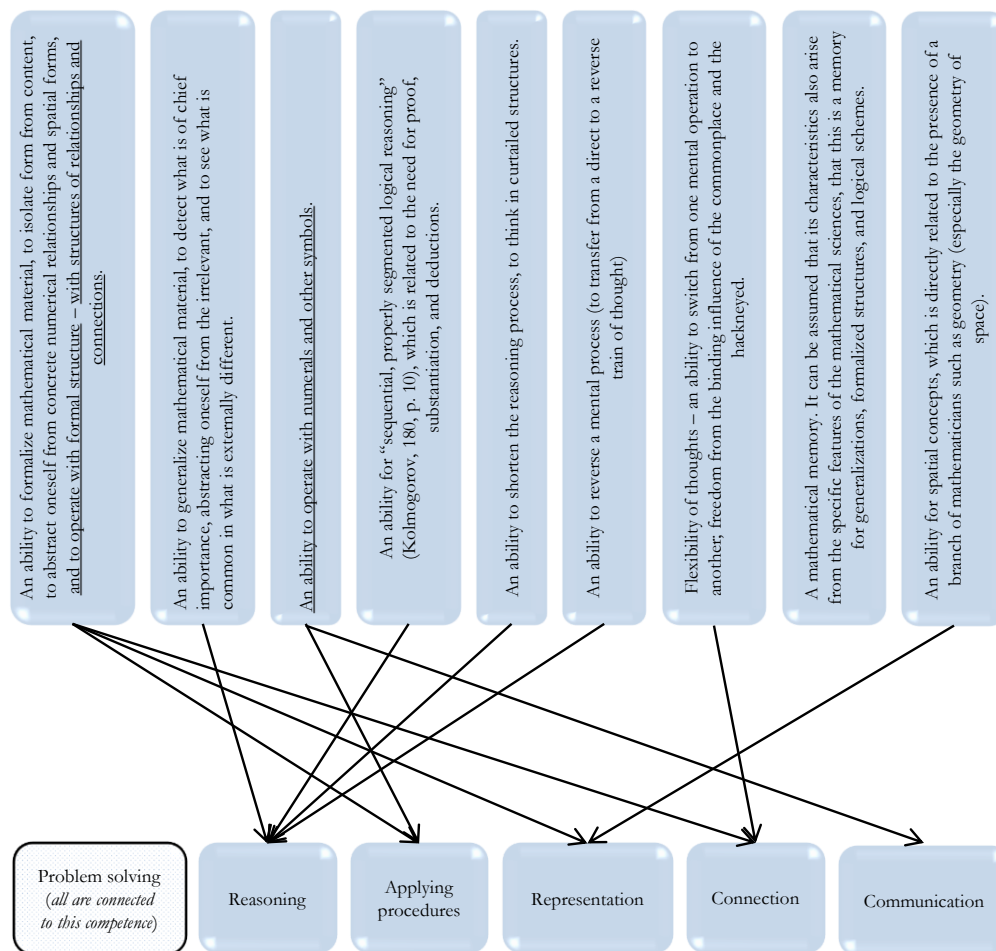 An ability to formalize mathematical material, to isolate form from content,
to abstract oneself from concrete numerical relationships and spatial forms,
and to operate with formal structure – with structures of relationships and
connections.
An ability to generalize mathematical material, to detect what is of chief
importance, abstracting oneself from the irrelevant, and to see what is
common in what is externally different.
An ability to operate with numerals and other symbols.
An ability for “sequential, properly segmented logical reasoning”
(Kolmogorov, 180, p. 10), which is related to the need for proof,
substantiation, and deductions.
An ability to shorten the reasoning process, to think in curtailed structures.
An ability to reverse a mental process (to transfer from a direct to a reverse
train of thought)
Flexibility of thoughts – an ability to switch from one mental operation to
another; freedom from the binding influence of the commonplace and the
hackneyed.
A mathematical memory. It can be assumed that its characteristics also arise
from the specific features of the mathematical sciences, that this is a memory
for generalizations, formalized structures, and logical schemes.
An ability for spatial concepts, which is directly related to the presence of a
branch of mathematicians such as geometry (especially the geometry of
space).
Problem solving
(all are connected
to this competence)
Reasoning
Applying
procedures
Representation
Connection
Communication